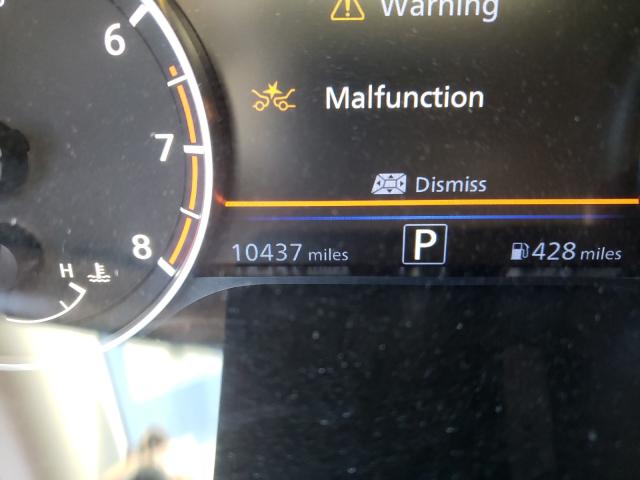 6
Warning
Malfunction
7
Dismiss
8
10437 miles
P
428 miles
H